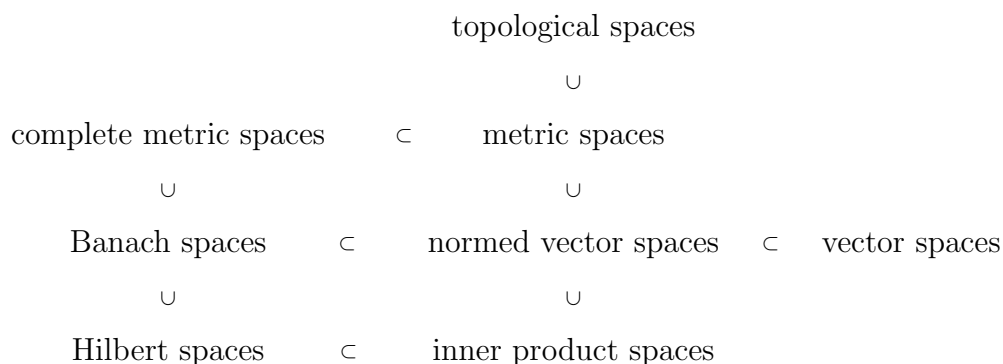 topological spaces
∪
complete metric spaces ⊂ metric spaces
∪ ∪
Banach spaces ⊂ normed vector spaces ⊂ vector spaces
∪ ∪
Hilbert spaces ⊂ inner product spaces